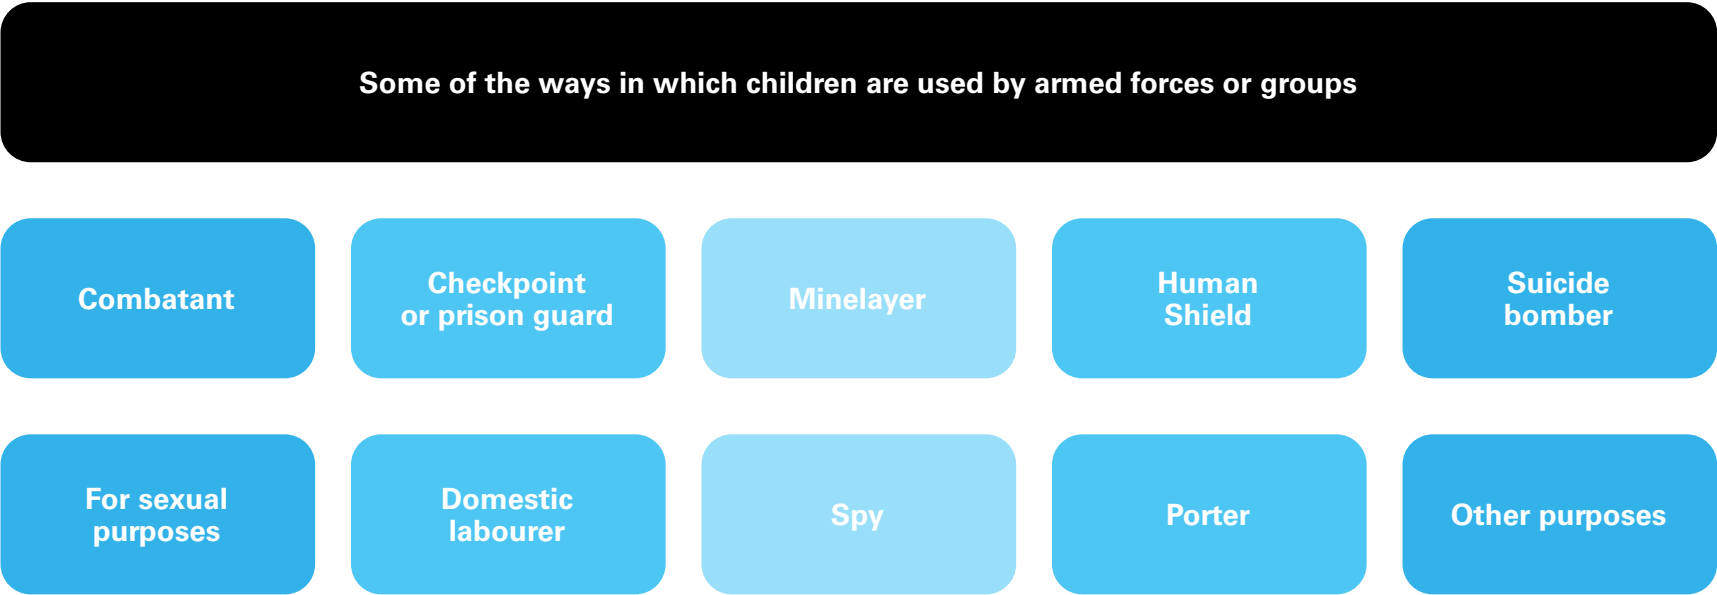 Some of the ways in which children are used by armed forces or groups
Combatant
Checkpoint
or prison guard
Minelayer
Human
Shield
Suicide
bomber
For sexual
purposes
Domestic
labourer
Spy
Porter
Other purposes